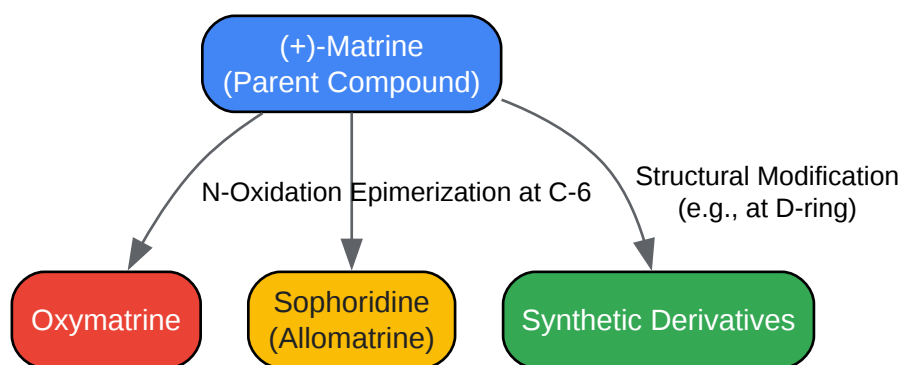 (+)-Matrine
(Parent Compound)
N-Oxidation
Epimerization at C-6
Structural Modification
(e.g., at D-ring)
Oxymatrine
Sophoridine
(Allomatrine)
Synthetic Derivatives